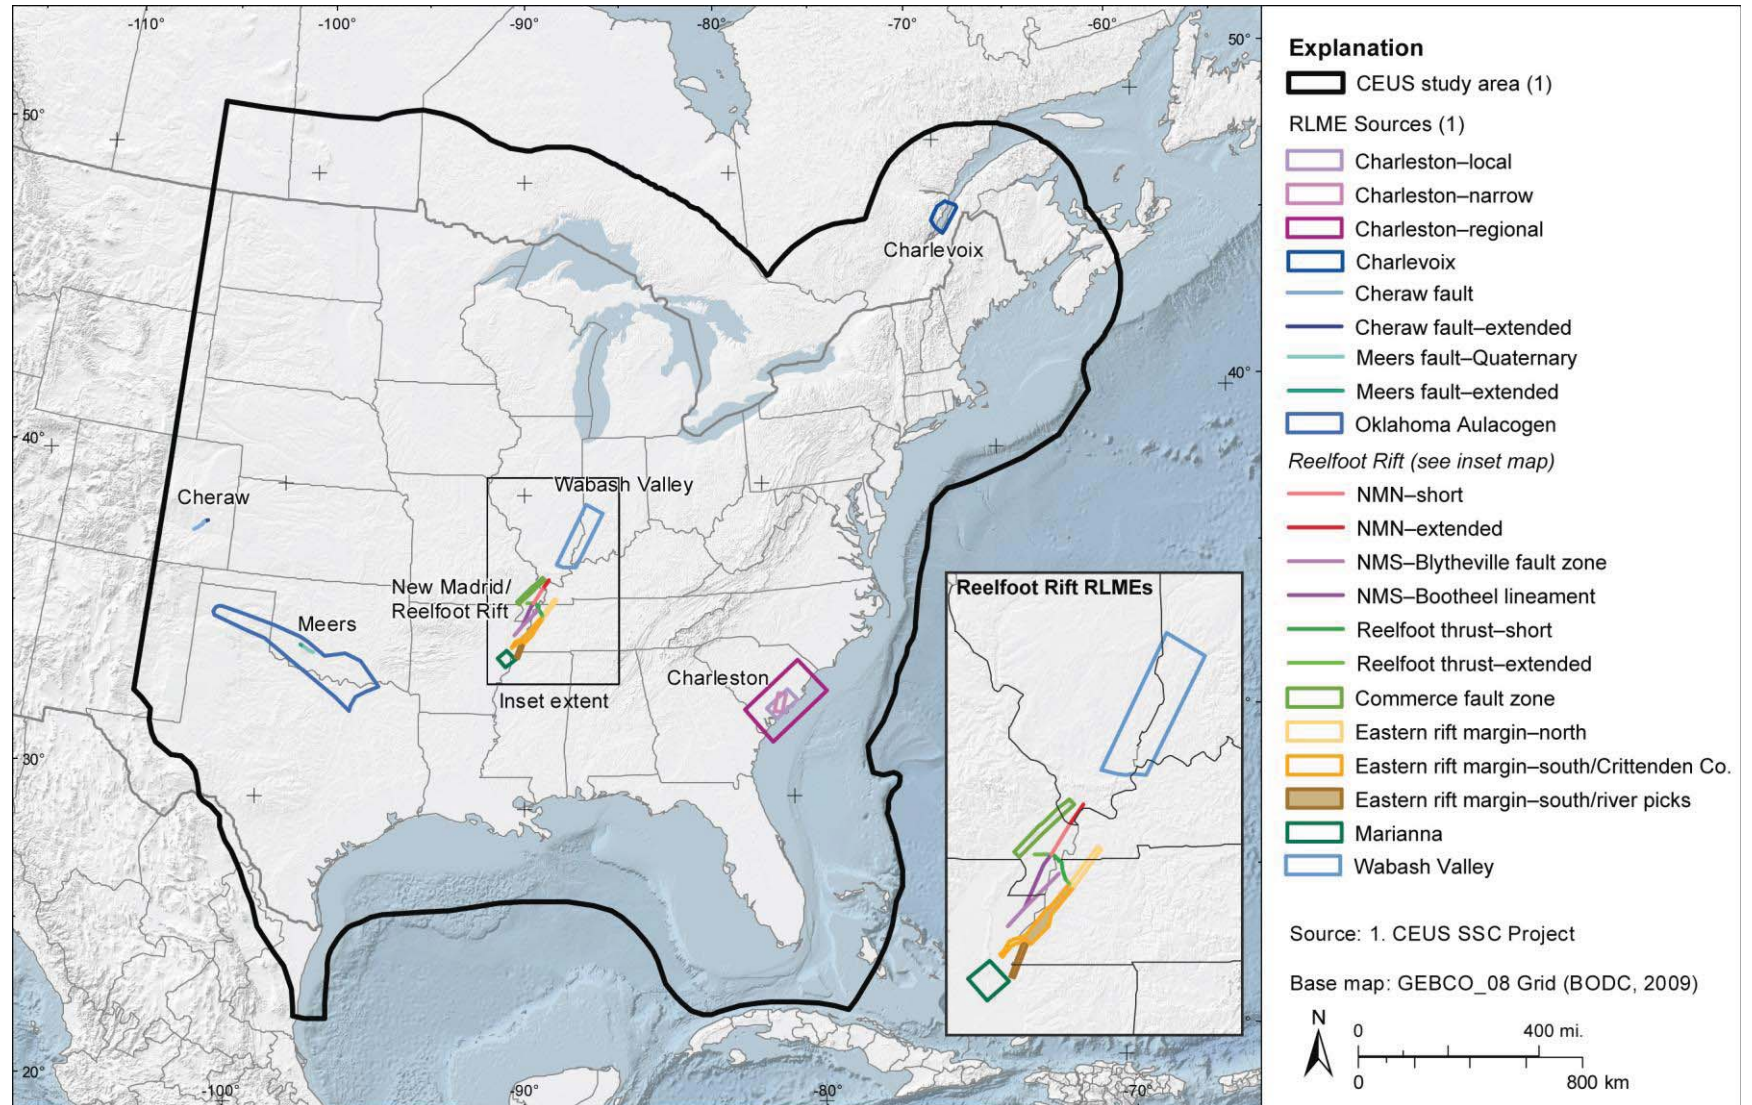 -110°
-100°
-90°
-80°
-70°
-60°
50°
50°
40°
40°
30°
20°
-100°
-90°
-80°
-70°
Charlevoix
Cheraw
Wabash Valley
New Madrid/
Reelfoot Rift
Meers
Charleston
Inset extent
Reelfoot Rift RLMEs
Explanation
CEUS study area (1)
RLME Sources (1)
Charleston–local
Charleston–narrow
Charleston–regional
Charlevoix
Cheraw fault
Cheraw fault–extended
Meers fault–Quaternary
Meers fault–extended
Oklahoma Aulacogen
Reelfoot Rift (see inset map)
NMN–short
NMN–extended
NMS–Blytheville fault zone
NMS–Bootheel lineament
Reelfoot thrust–short
Reelfoot thrust–extended
Commerce fault zone
Eastern rift margin–north
Eastern rift margin–south/Crittenden Co.
Eastern rift margin–south/river picks
Marianna
Wabash Valley
Source: 1. CEUS SSC Project
Base map: GEBCO_08 Grid (BODC, 2009)
N
0 400 mi.
0 800 km